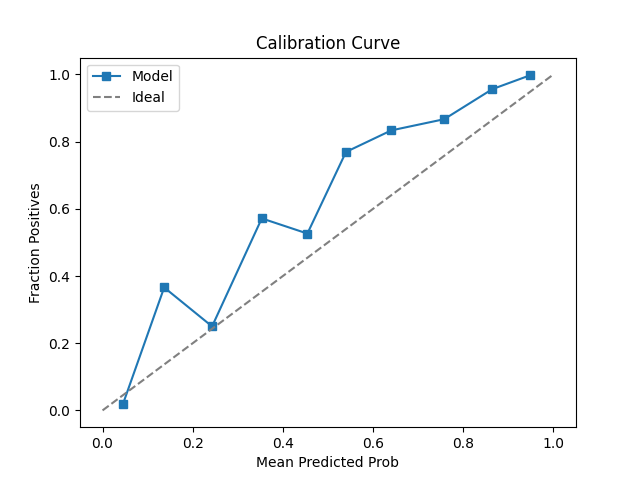 Calibration Curve
Model
Ideal
Fraction Positives
1.0
0.8
0.6
0.4
0.2
0.0
0.0 0.2 0.4 0.6 0.8 1.0
Mean Predicted Prob